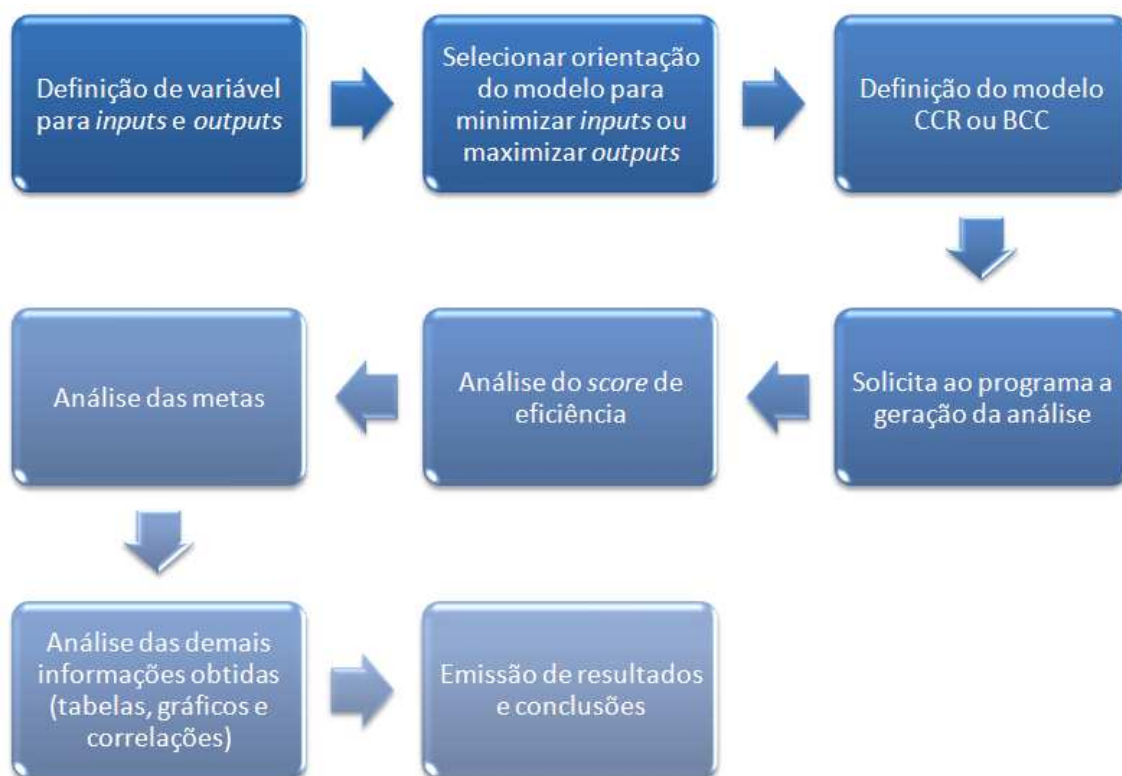 Definição de variável
para inputs e outputs
Selecionar orientação
do modelo para
minimizar inputs ou
maximizar outputs
Definição do modelo
CCR ou BCC
Solicita ao programa a
geração da análise
Análise do score de
eficiência
Análise das metas
Análise das demais
informações obtidas
(tabelas, gráficos e
correlações)
Emissão de resultados
e conclusões